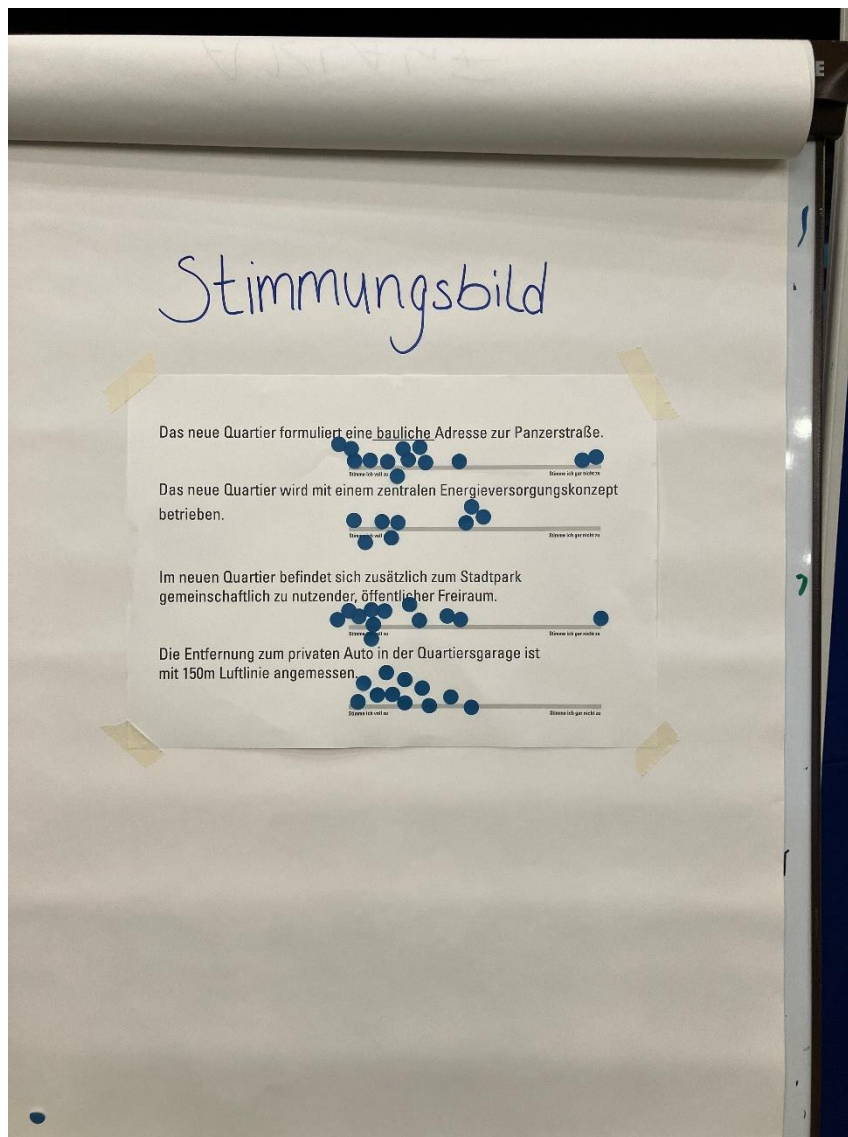 Stimmungsbild
Das neue Quartier formuliert eine bauliche Adresse zur Panzerstraße.
Stimme ich voll zu Stimme ich gar nicht zu
Das neue Quartier wird mit einem zentralen Energieversorgungskonzept
betrieben.
ich voll Stimme ich gar nicht zu
Im neuen Quartier befindet sich zusätzlich zum Stadtpark
gemeinschaftlich zu nutzender, öffentlicher Freiraum.
Stimme zu Stimme ich gar nicht zu
Die Entfernung zum privaten Auto in der Quartiersgarage ist
mit 150m Luftlinie angemessen.
Stimme ich voll zu Stimme ich gar nicht zu